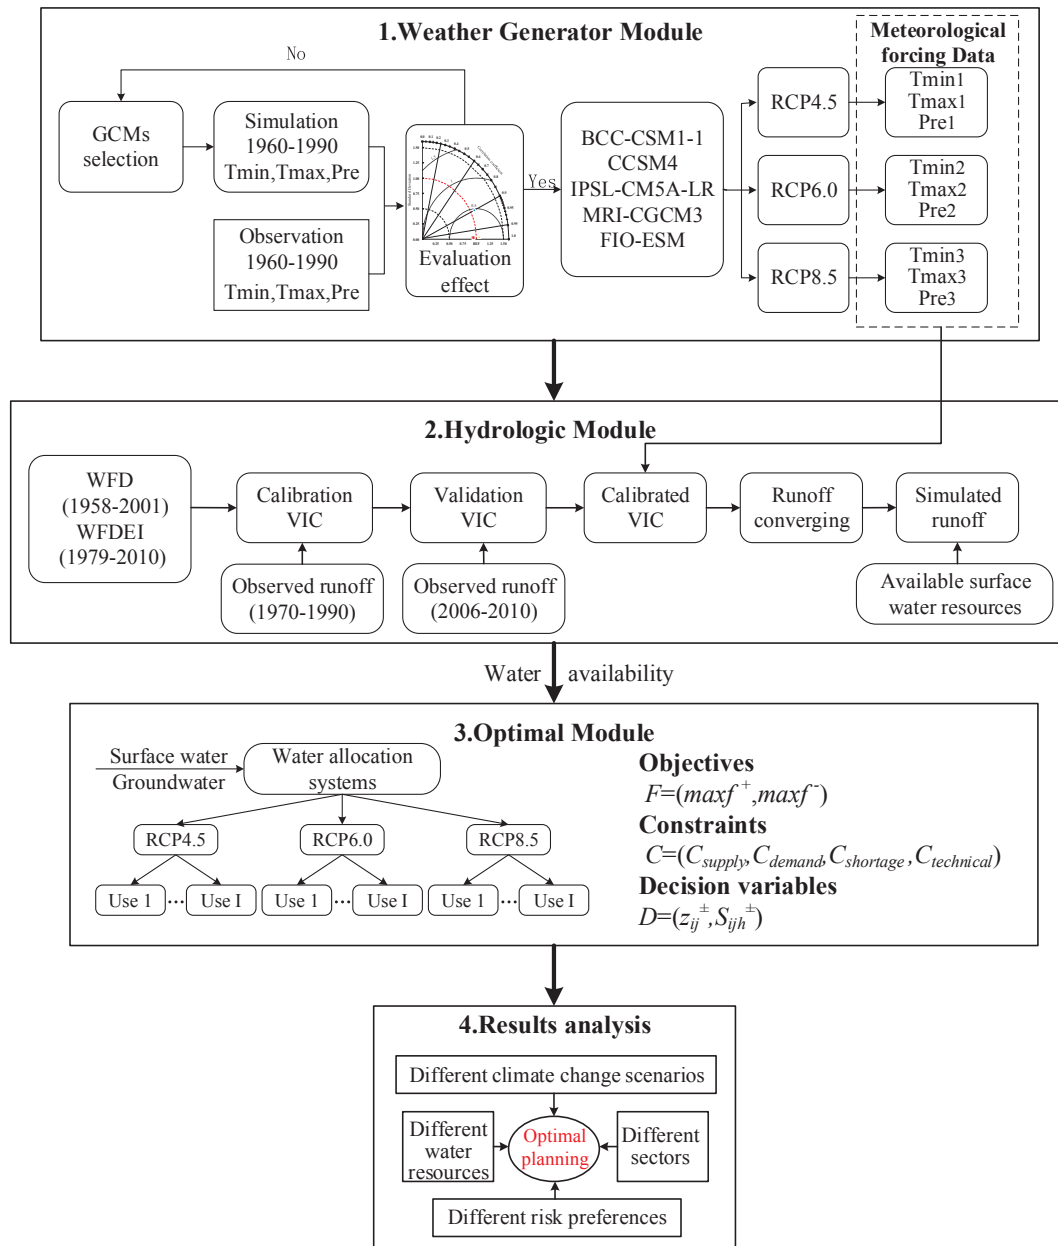 1.Weather Generator Module
No
GCMs
selection
Simulation
1960-1990
Tmin,Tmax,Pre
Observation
1960-1990
Tmin,Tmax,Pre
Evaluation
effect
Yes
BCC-CSM1-1
CCSM4
IPSL-CM5A-LR
MRI-CGCM3
FIO-ESM
RCP4.5
RCP6.0
RCP8.5
Meteorological
forcing Data
Tmin1
Tmax1
Pre1
Tmin2
Tmax2
Pre2
Tmin3
Tmax3
Pre3
2.Hydrologic Module
WFD
(1958-2001)
WFDEI
(1979-2010)
Calibration
VIC
Validation
VIC
Calibrated
VIC
Runoff
converging
Simulated
runoff
Observed runoff
(1970-1990)
Observed runoff
(2006-2010)
Available surface
water resources
Water availability
3.Optimal Module
Surface water
Groundwater
Water allocation
systems
RCP4.5
RCP6.0
RCP8.5
Use 1 ... Use I
Use 1 ... Use I
Use 1 ... Use I
Objectives
F=(maxf⁺,maxf⁻)
Constraints
C=(C_supply,C_demand,C_shortage,C_technical)
Decision variables
D=(z_ij^±,S_ijh^±)
4.Results analysis
Different climate change scenarios
Different
water
resources
Optimal
planning
Different
sectors
Different risk preferences